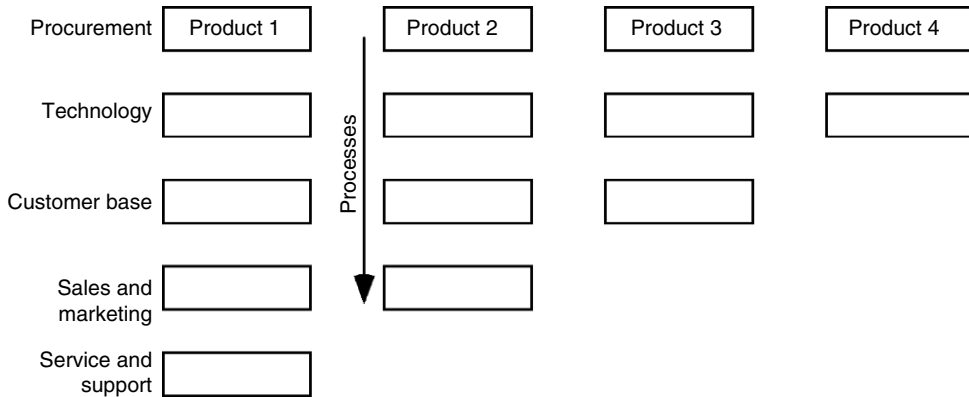 Procurement
Product 1
Product 2
Product 3
Product 4
Technology
Processes
Customer base
Sales and
marketing
Service and
support